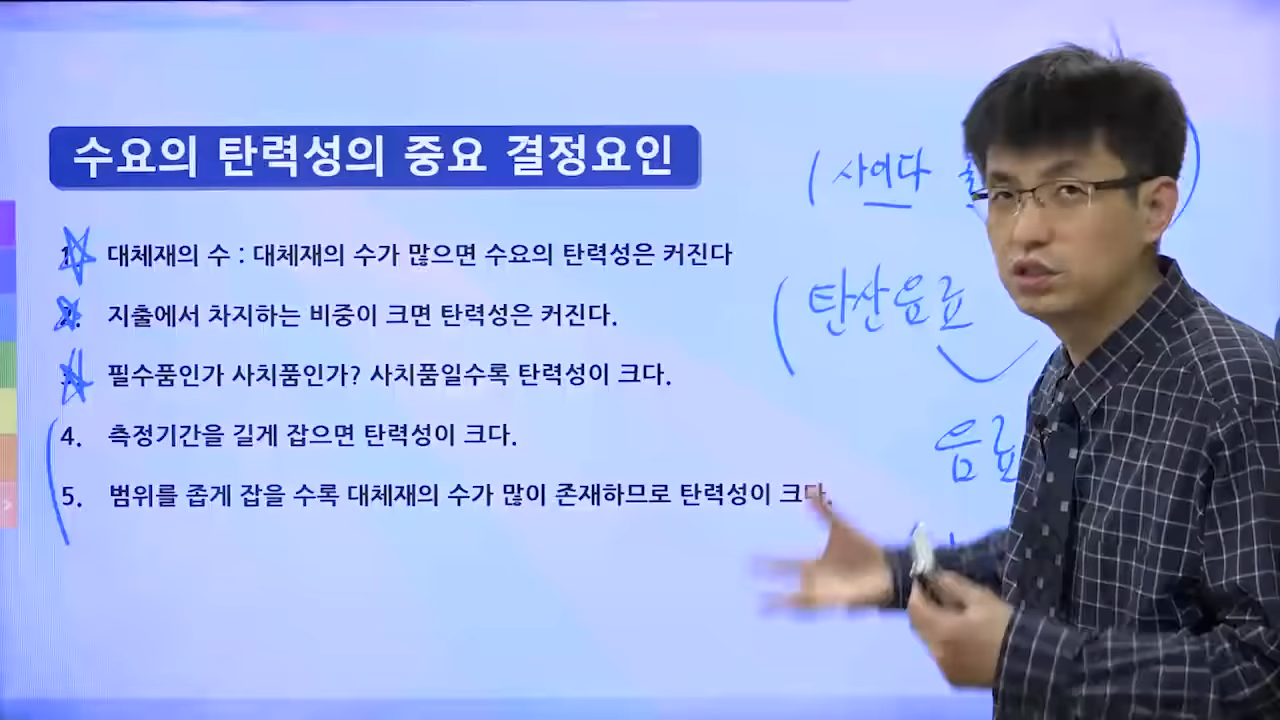 수요의 탄력성의 중요 결정요인
1. 대체재의 수 : 대체재의 수가 많으면 수요의 탄력성은 커진다
2. 지출에서 차지하는 비중이 크면 탄력성은 커진다.
3. 필수품인가 사치품인가? 사치품일수록 탄력성이 크다.
4. 측정기간을 길게 잡으면 탄력성이 크다.
5. 범위를 좁게 잡을 수록 대체재의 수가 많이 존재하므로 탄력성이 크다.
(사이다
(탄산음료
음료